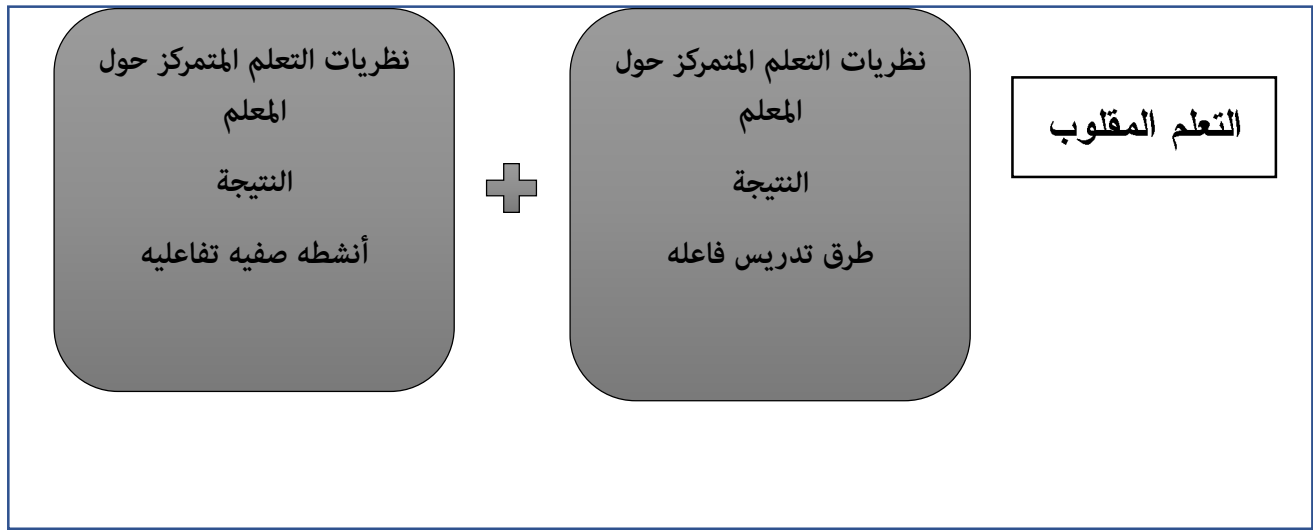 التعلم المقلوب
نظريات التعلم المتمركز حول
المعلم
النتيجة
طرق تدريس فاعله
نظريات التعلم المتمركز حول
المعلم
النتيجة
أنشطه صفيه تفاعليه